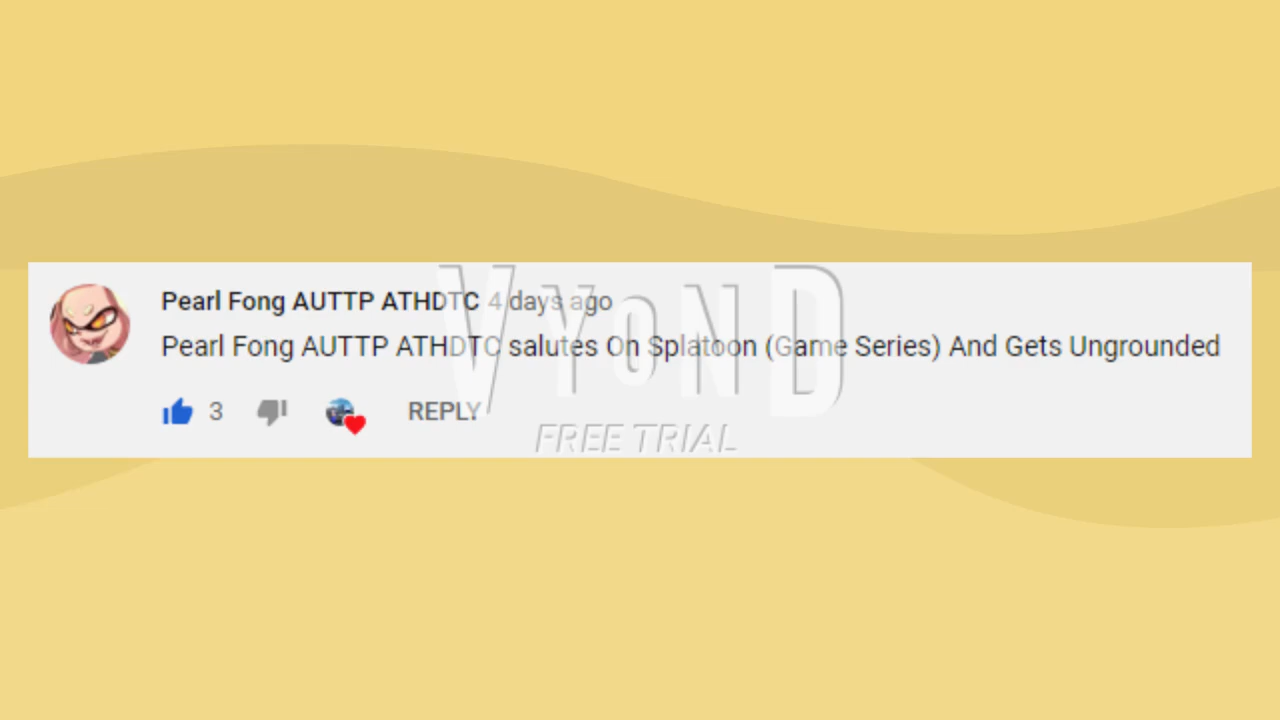 Pearl Fong AUTTP ATHDTC 4 days ago
Pearl Fong AUTTP ATHDTC salutes On Splatoon (Game Series) And Gets Ungrounded
3 REPLY
VYOND
FREE TRIAL